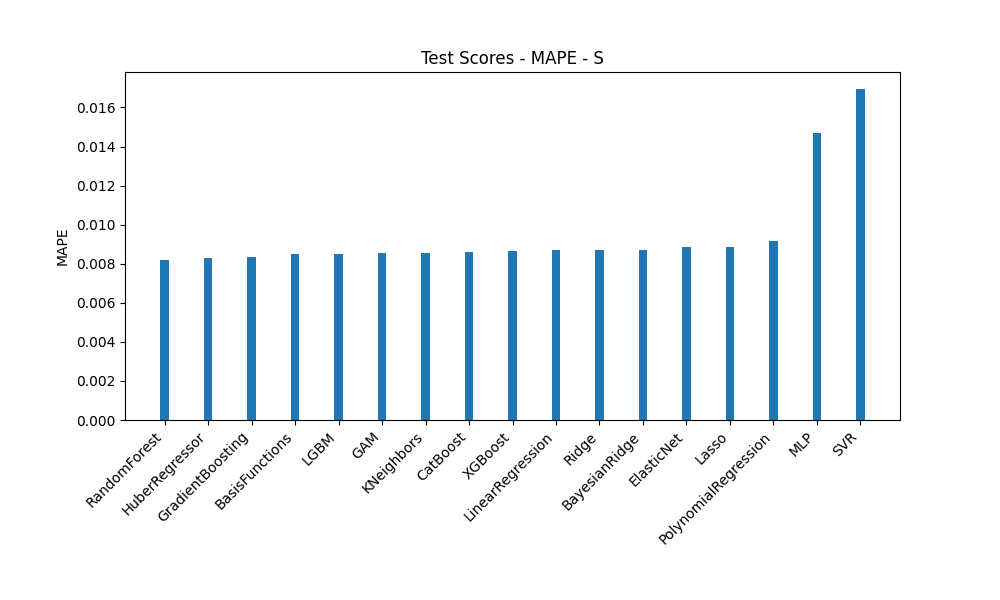 Test Scores - MAPE - S
MAPE
0.016
0.014
0.012
0.010
0.008
0.006
0.004
0.002
0.000
RandomForest
HuberRegressor
GradientBoosting
BasisFunctions
LGBM
GAM
KNeighbors
CatBoost
XGBoost
LinearRegression
Ridge
BayesianRidge
ElasticNet
Lasso
PolynomialRegression
MLP
SVR